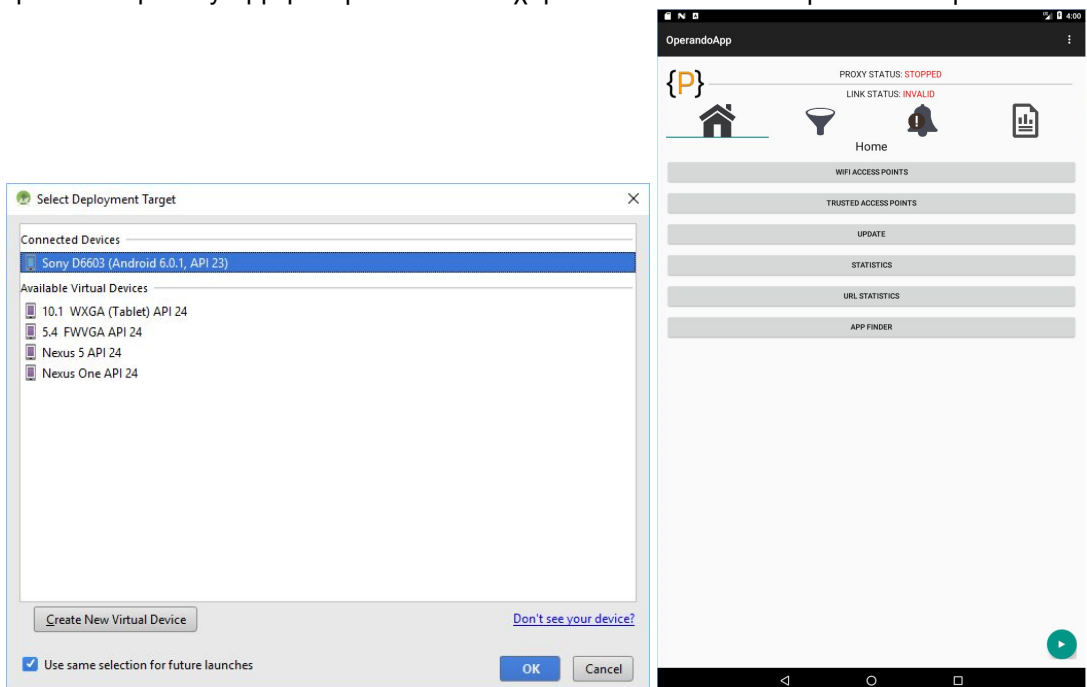 Select Deployment Target
Connected Devices
Sony D6603 (Android 6.0.1, API 23)
Available Virtual Devices
10.1 WXGA (Tablet) API 24
5.4 FWVGA API 24
Nexus 5 API 24
Nexus One API 24
Create New Virtual Device
Don't see your device?
Use same selection for future launches
OK
Cancel
4:00
OperandoApp
{P}
PROXY STATUS: STOPPED
LINK STATUS: INVALID
Home
WIFI ACCESS POINTS
TRUSTED ACCESS POINTS
UPDATE
STATISTICS
URL STATISTICS
APP FINDER